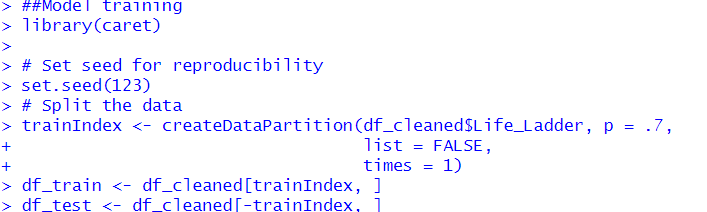 > ##Model training
> library(caret)
>
> # Set seed for reproducibility
> set.seed(123)
> # Split the data
> trainIndex <- createDataPartition(df_cleaned$Life_Ladder, p = .7,
+                                   list = FALSE,
+                                   times = 1)
> df_train <- df_cleaned[trainIndex, ]
> df_test <- df_cleaned[-trainIndex, ]